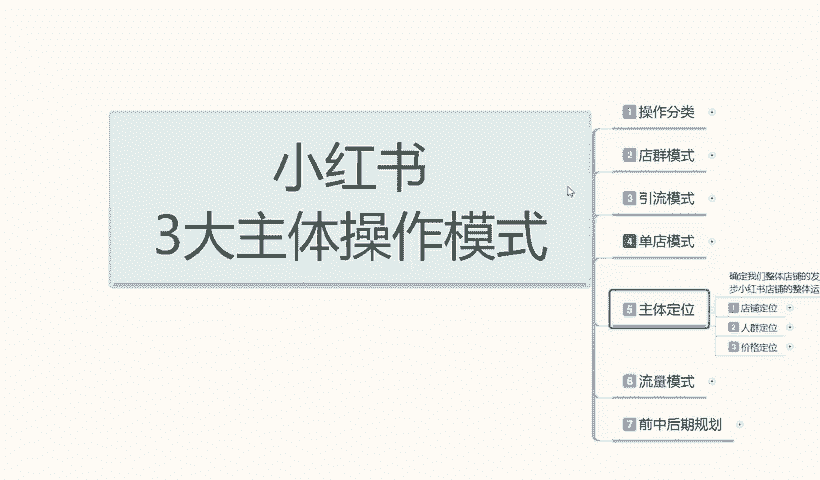 小红书
3大主体操作模式
1 操作分类
2 店群模式
3 引流模式
4 单店模式
5 主体定位
确定我们整体店铺的发
步小红书店铺的整体运
1 店铺定位
2 人群定位
3 价格定位
6 流量模式
7 前中后期规划